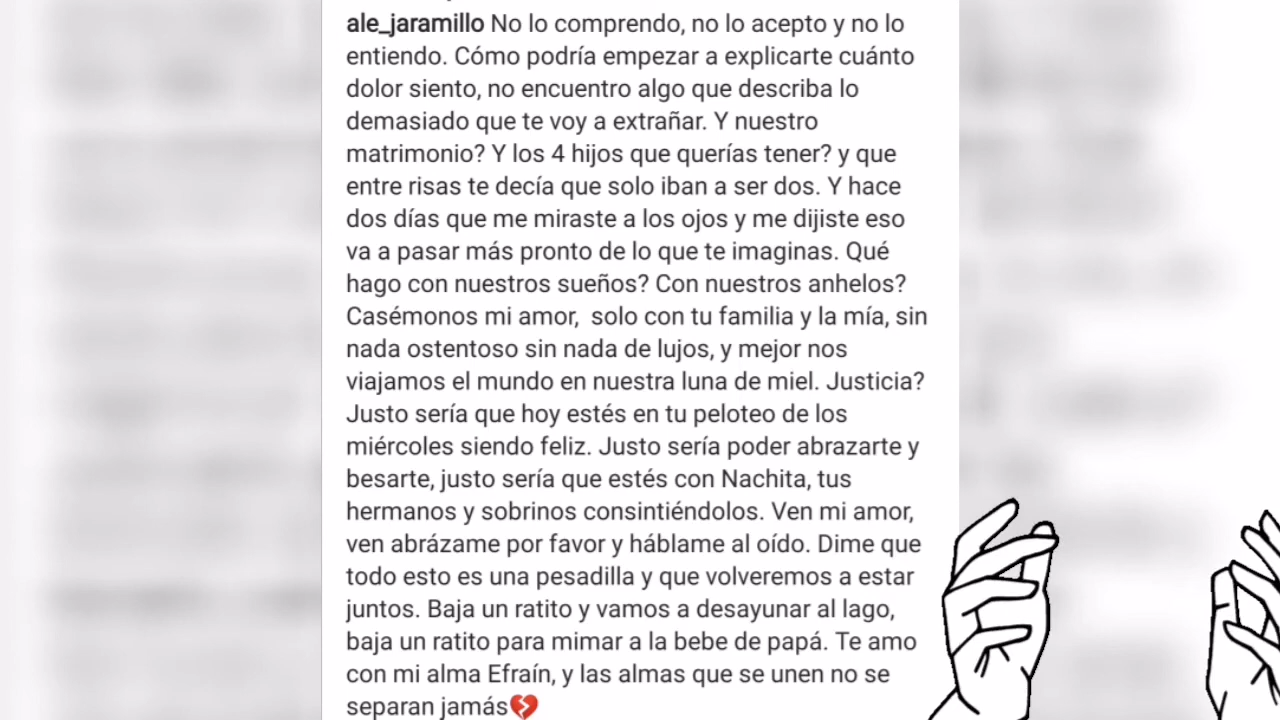 ale_jaramillo No lo comprendo, no lo acepto y no lo
entiendo. Cómo podría empezar a explicarte cuánto
dolor siento, no encuentro algo que describa lo
demasiado que te voy a extrañar. Y nuestro
matrimonio? Y los 4 hijos que querías tener? y que
entre risas te decía que solo iban a ser dos. Y hace
dos días que me miraste a los ojos y me dijiste eso
va a pasar más pronto de lo que te imaginas. Qué
hago con nuestros sueños? Con nuestros anhelos?
Casémonos mi amor,  solo con tu familia y la mía, sin
nada ostentoso sin nada de lujos, y mejor nos
viajamos el mundo en nuestra luna de miel. Justicia?
Justo sería que hoy estés en tu peloteo de los
miércoles siendo feliz. Justo sería poder abrazarte y
besarte, justo sería que estés con Nachita, tus
hermanos y sobrinos consintiéndolos. Ven mi amor,
ven abrázame por favor y háblame al oído. Dime que
todo esto es una pesadilla y que volveremos a estar
juntos. Baja un ratito y vamos a desayunar al lago,
baja un ratito para mimar a la bebe de papá. Te amo
con mi alma Efraín, y las almas que se unen no se
separan jamás💔